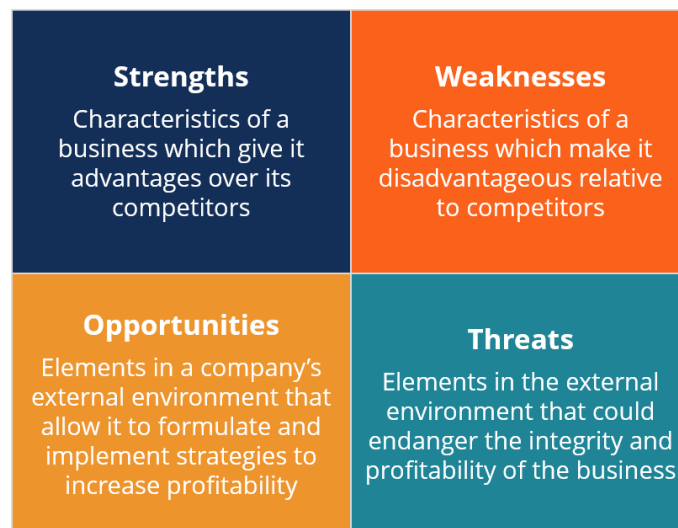 Strengths
Characteristics of a
business which give it
advantages over its
competitors
Weaknesses
Characteristics of a
business which make it
disadvantageous relative
to competitors
Opportunities
Elements in a company’s
external environment that
allow it to formulate and
implement strategies to
increase profitability
Threats
Elements in the external
environment that could
endanger the integrity and
profitability of the business